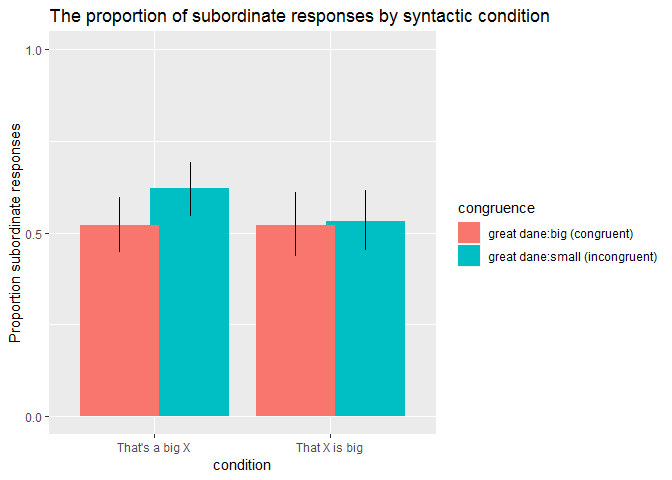 The proportion of subordinate responses by syntactic condition
Proportion subordinate responses
1.0
0.5
0.0
That's a big X
That X is big
condition
congruence
great dane:big (congruent)
great dane:small (incongruent)